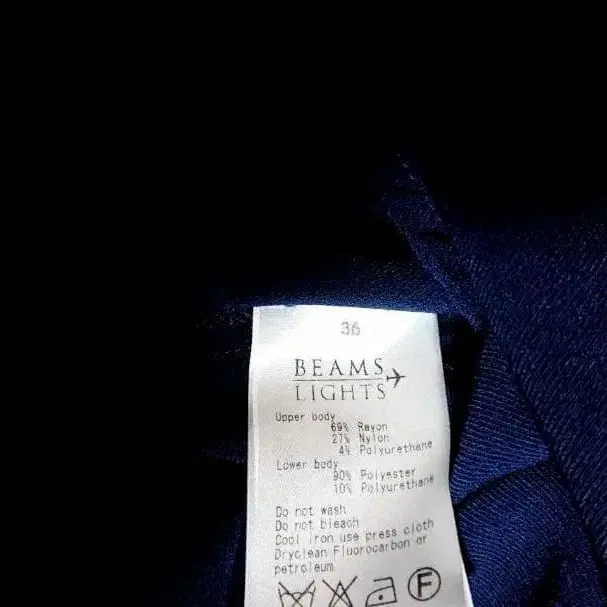 36
BEAMS
LIGHTS
Upper body
69% Rayon
27% Nylon
4% Polyurethane
Lower body
90% Polyester
10% Polyurethane
Do not wash
Do not bleach
Cool iron use press cloth
Dryclean Fluorocarbon or
petroleum
F